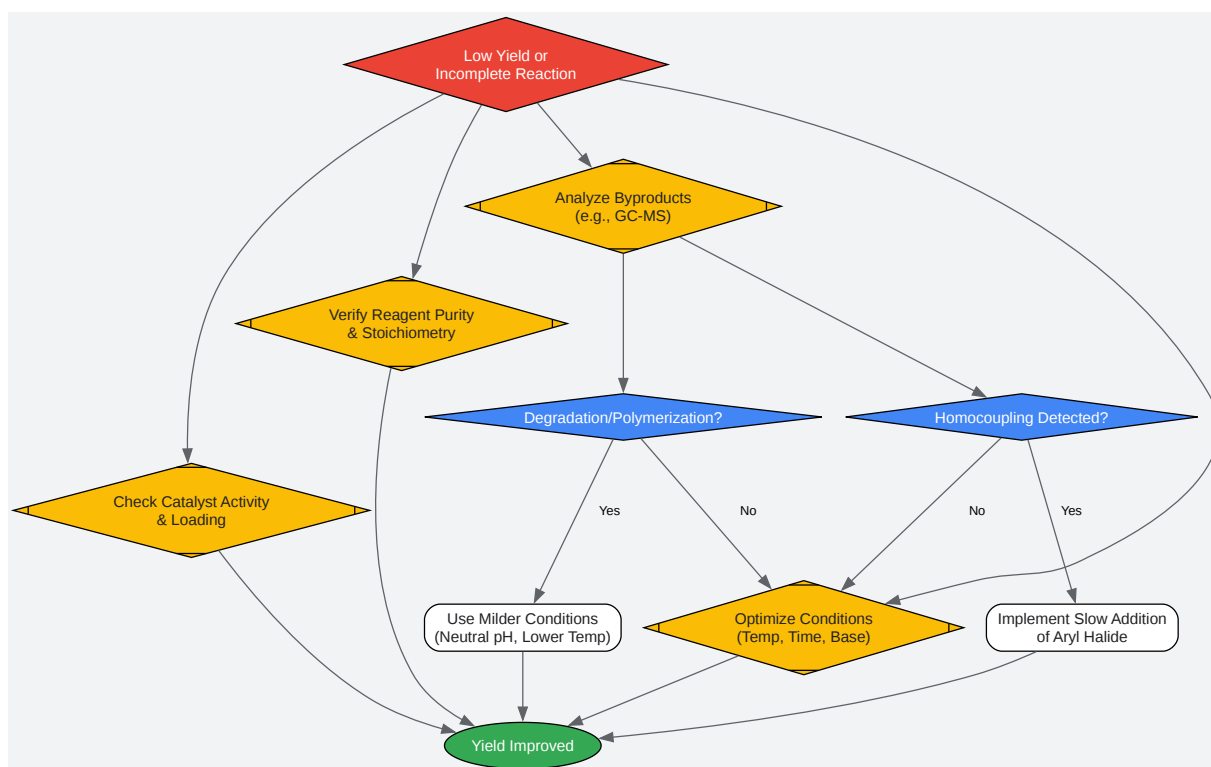 Low Yield or
Incomplete Reaction
Analyze Byproducts
(e.g., GC-MS)
Verify Reagent Purity
& Stoichiometry
Degradation/Polymerization?
Homocoupling Detected?
Check Catalyst Activity
& Loading
Yes
No
No
Yes
Use Milder Conditions
(Neutral pH, Lower Temp)
Optimize Conditions
(Temp, Time, Base)
Implement Slow Addition
of Aryl Halide
Yield Improved